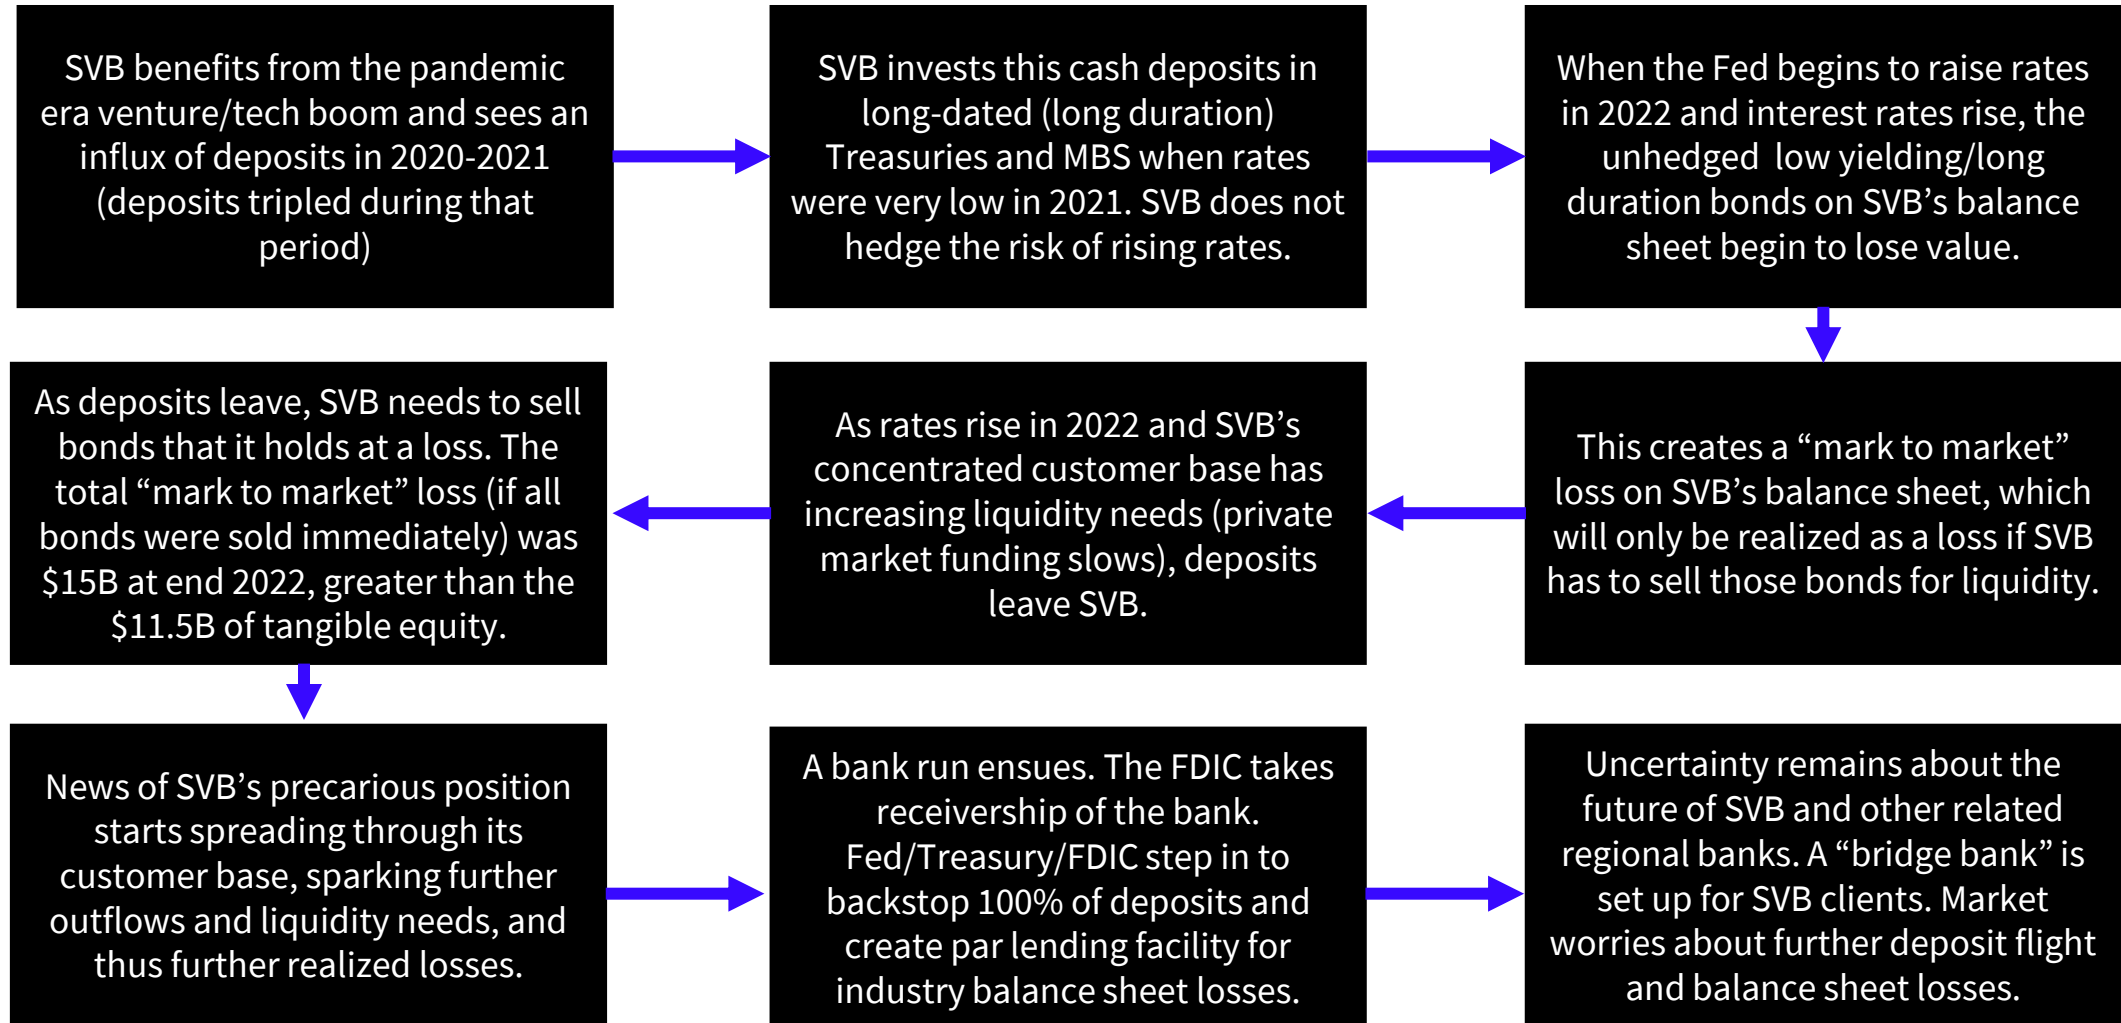 SVB benefits from the pandemic
era venture/tech boom and sees an
influx of deposits in 2020-2021
(deposits tripled during that
period)
SVB invests this cash deposits in
long-dated (long duration)
Treasuries and MBS when rates
were very low in 2021. SVB does not
hedge the risk of rising rates.
When the Fed begins to raise rates
in 2022 and interest rates rise, the
unhedged  low yielding/long
duration bonds on SVB’s balance
sheet begin to lose value.
This creates a “mark to market”
loss on SVB’s balance sheet, which
will only be realized as a loss if SVB
has to sell those bonds for liquidity.
As rates rise in 2022 and SVB’s
concentrated customer base has
increasing liquidity needs (private
market funding slows), deposits
leave SVB.
As deposits leave, SVB needs to sell
bonds that it holds at a loss. The
total “mark to market” loss (if all
bonds were sold immediately) was
$15B at end 2022, greater than the
$11.5B of tangible equity.
News of SVB’s precarious position
starts spreading through its
customer base, sparking further
outflows and liquidity needs, and
thus further realized losses.
A bank run ensues. The FDIC takes
receivership of the bank.
Fed/Treasury/FDIC step in to
backstop 100% of deposits and
create par lending facility for
industry balance sheet losses.
Uncertainty remains about the
future of SVB and other related
regional banks. A “bridge bank” is
set up for SVB clients. Market
worries about further deposit flight
and balance sheet losses.